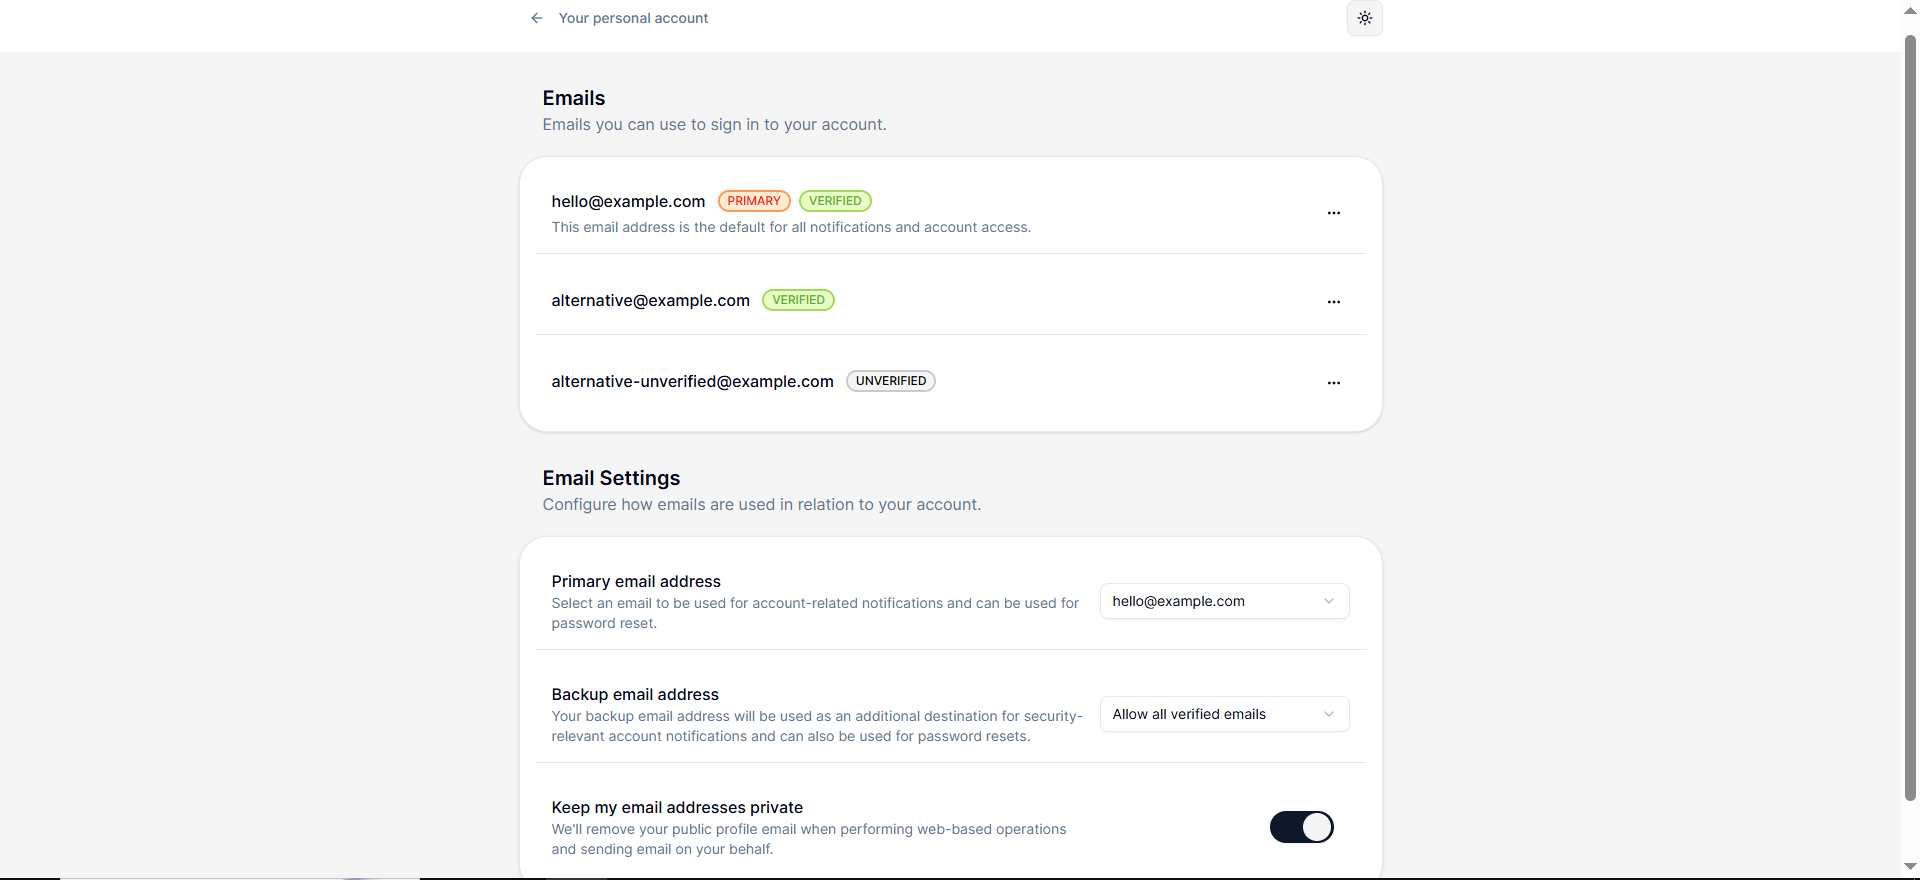 Your personal account
Emails
Emails you can use to sign in to your account.
hello@example.com PRIMARY VERIFIED
This email address is the default for all notifications and account access.
alternative@example.com VERIFIED
alternative-unverified@example.com UNVERIFIED
Email Settings
Configure how emails are used in relation to your account.
Primary email address
Select an email to be used for account-related notifications and can be used for
password reset.
hello@example.com
Backup email address
Your backup email address will be used as an additional destination for security-
relevant account notifications and can also be used for password resets.
Allow all verified emails
Keep my email addresses private
We'll remove your public profile email when performing web-based operations
and sending email on your behalf.